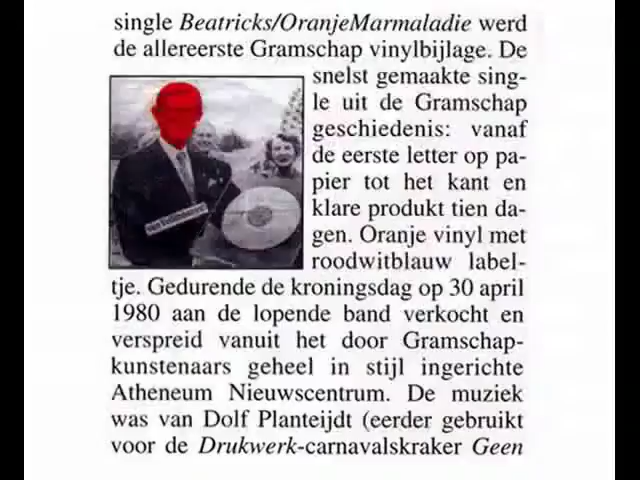 single Beatricks/OranjeMarmaladie werd
de allereerste Gramschap vinylbijlage. De
snelst gemaakte sing-
le uit de Gramschap
geschiedenis: vanaf
de eerste letter op pa-
pier tot het kant en
klare produkt tien da-
gen. Oranje vinyl met
roodwitblauw label-
tje. Gedurende de kroningsdag op 30 april
1980 aan de lopende band verkocht en
verspreid vanuit het door Gramschap-
kunstenaars geheel in stijl ingerichte
Atheneum Nieuwscentrum. De muziek
was van Dolf Planteijdt (eerder gebruikt
voor de Drukwerk-carnavalskraker Geen